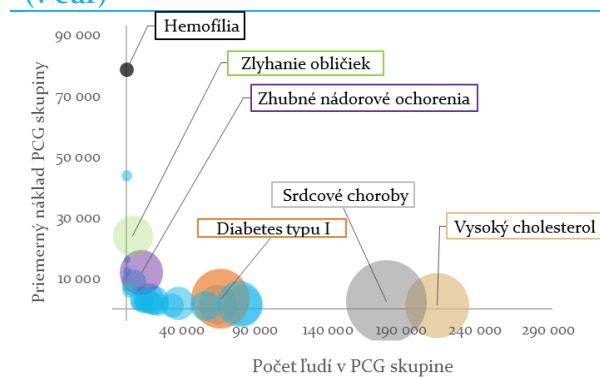 90 000
Hemofília
Zlyhanie obličiek
70 000
Zhubné nádorové ochorenia
50 000
Priemerný náklad PCG skupiny
30 000
Srdcové choroby
Vysoký cholesterol
Diabetes typu I
10 000
40 000 90 000 140 000 190 000 240 000 290 000
Počet ľudí v PCG skupine